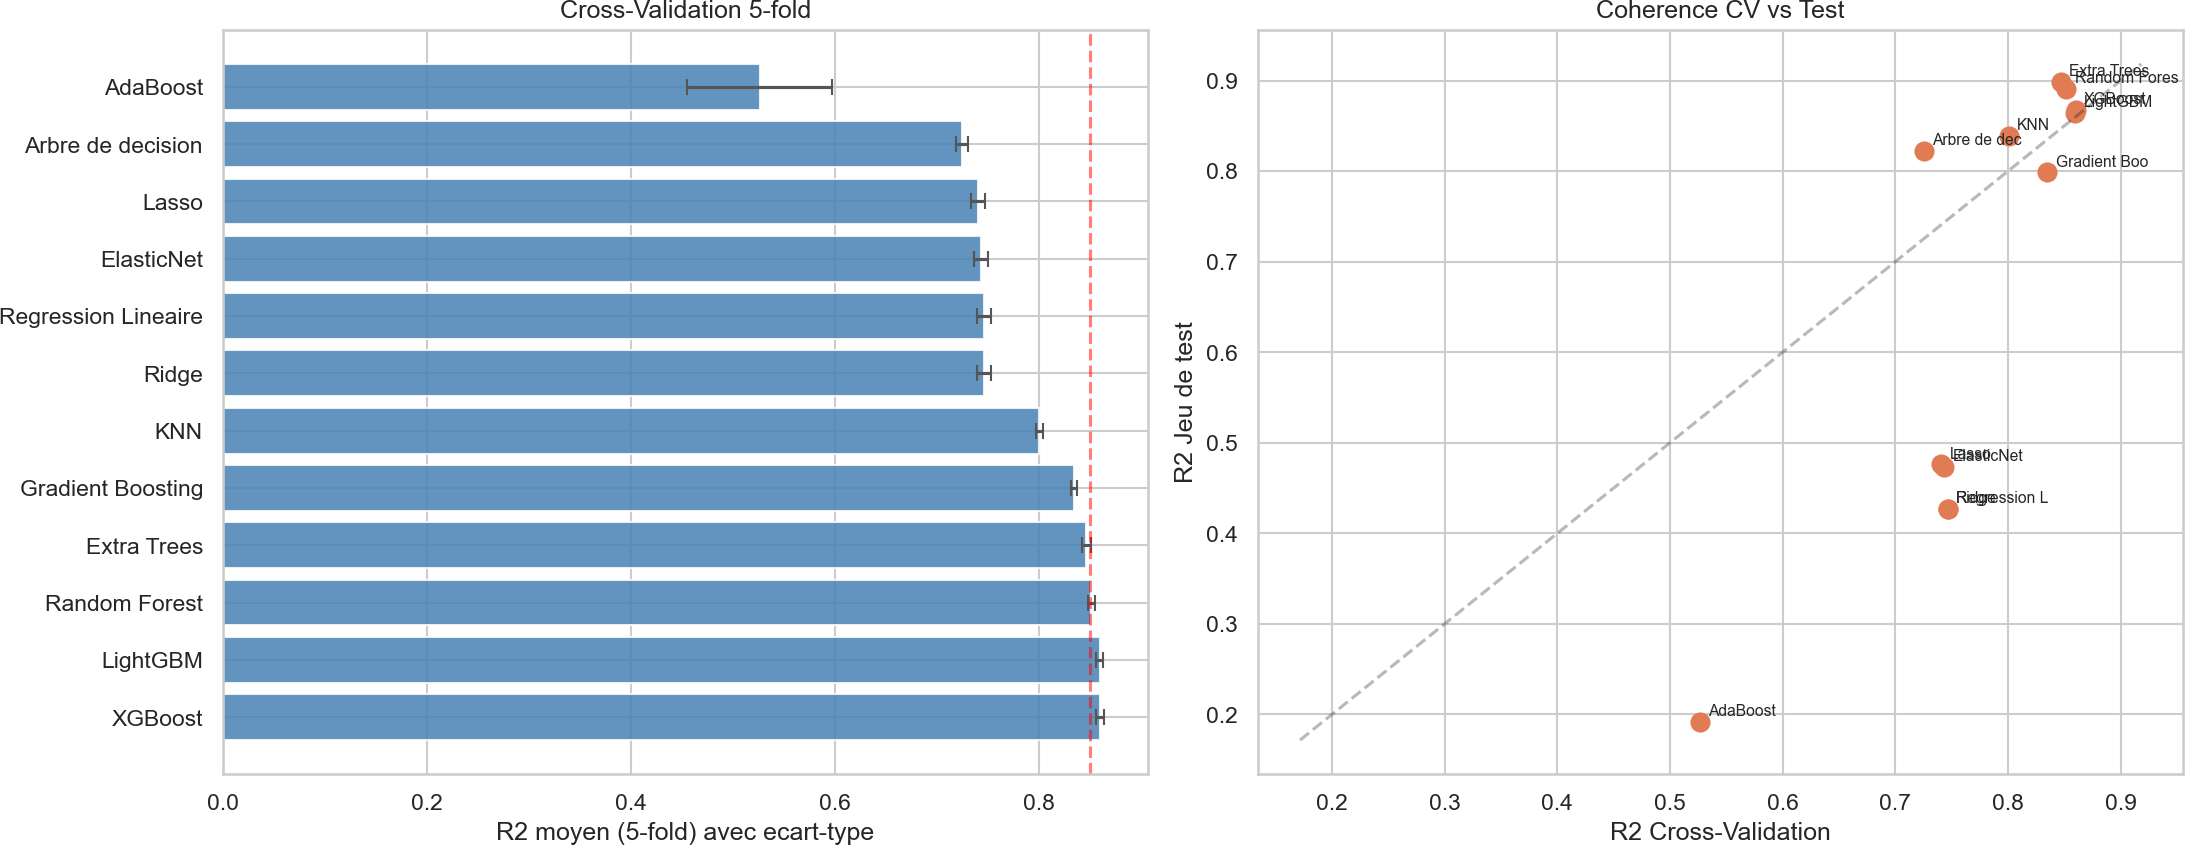 Cross-Validation 5-fold
AdaBoost
Arbre de decision
Lasso
ElasticNet
Regression Lineaire
Ridge
KNN
Gradient Boosting
Extra Trees
Random Forest
LightGBM
XGBoost
0.0 0.2 0.4 0.6 0.8
R2 moyen (5-fold) avec ecart-type
Coherence CV vs Test
R2 Jeu de test
0.9
0.8
0.7
0.6
0.5
0.4
0.3
0.2
Extra Trees
Random Fores
XGBoost
LightGBM
KNN
Arbre de dec
Gradient Boo
Lasso
ElasticNet
Ridge
Regression L
AdaBoost
0.2 0.3 0.4 0.5 0.6 0.7 0.8 0.9
R2 Cross-Validation